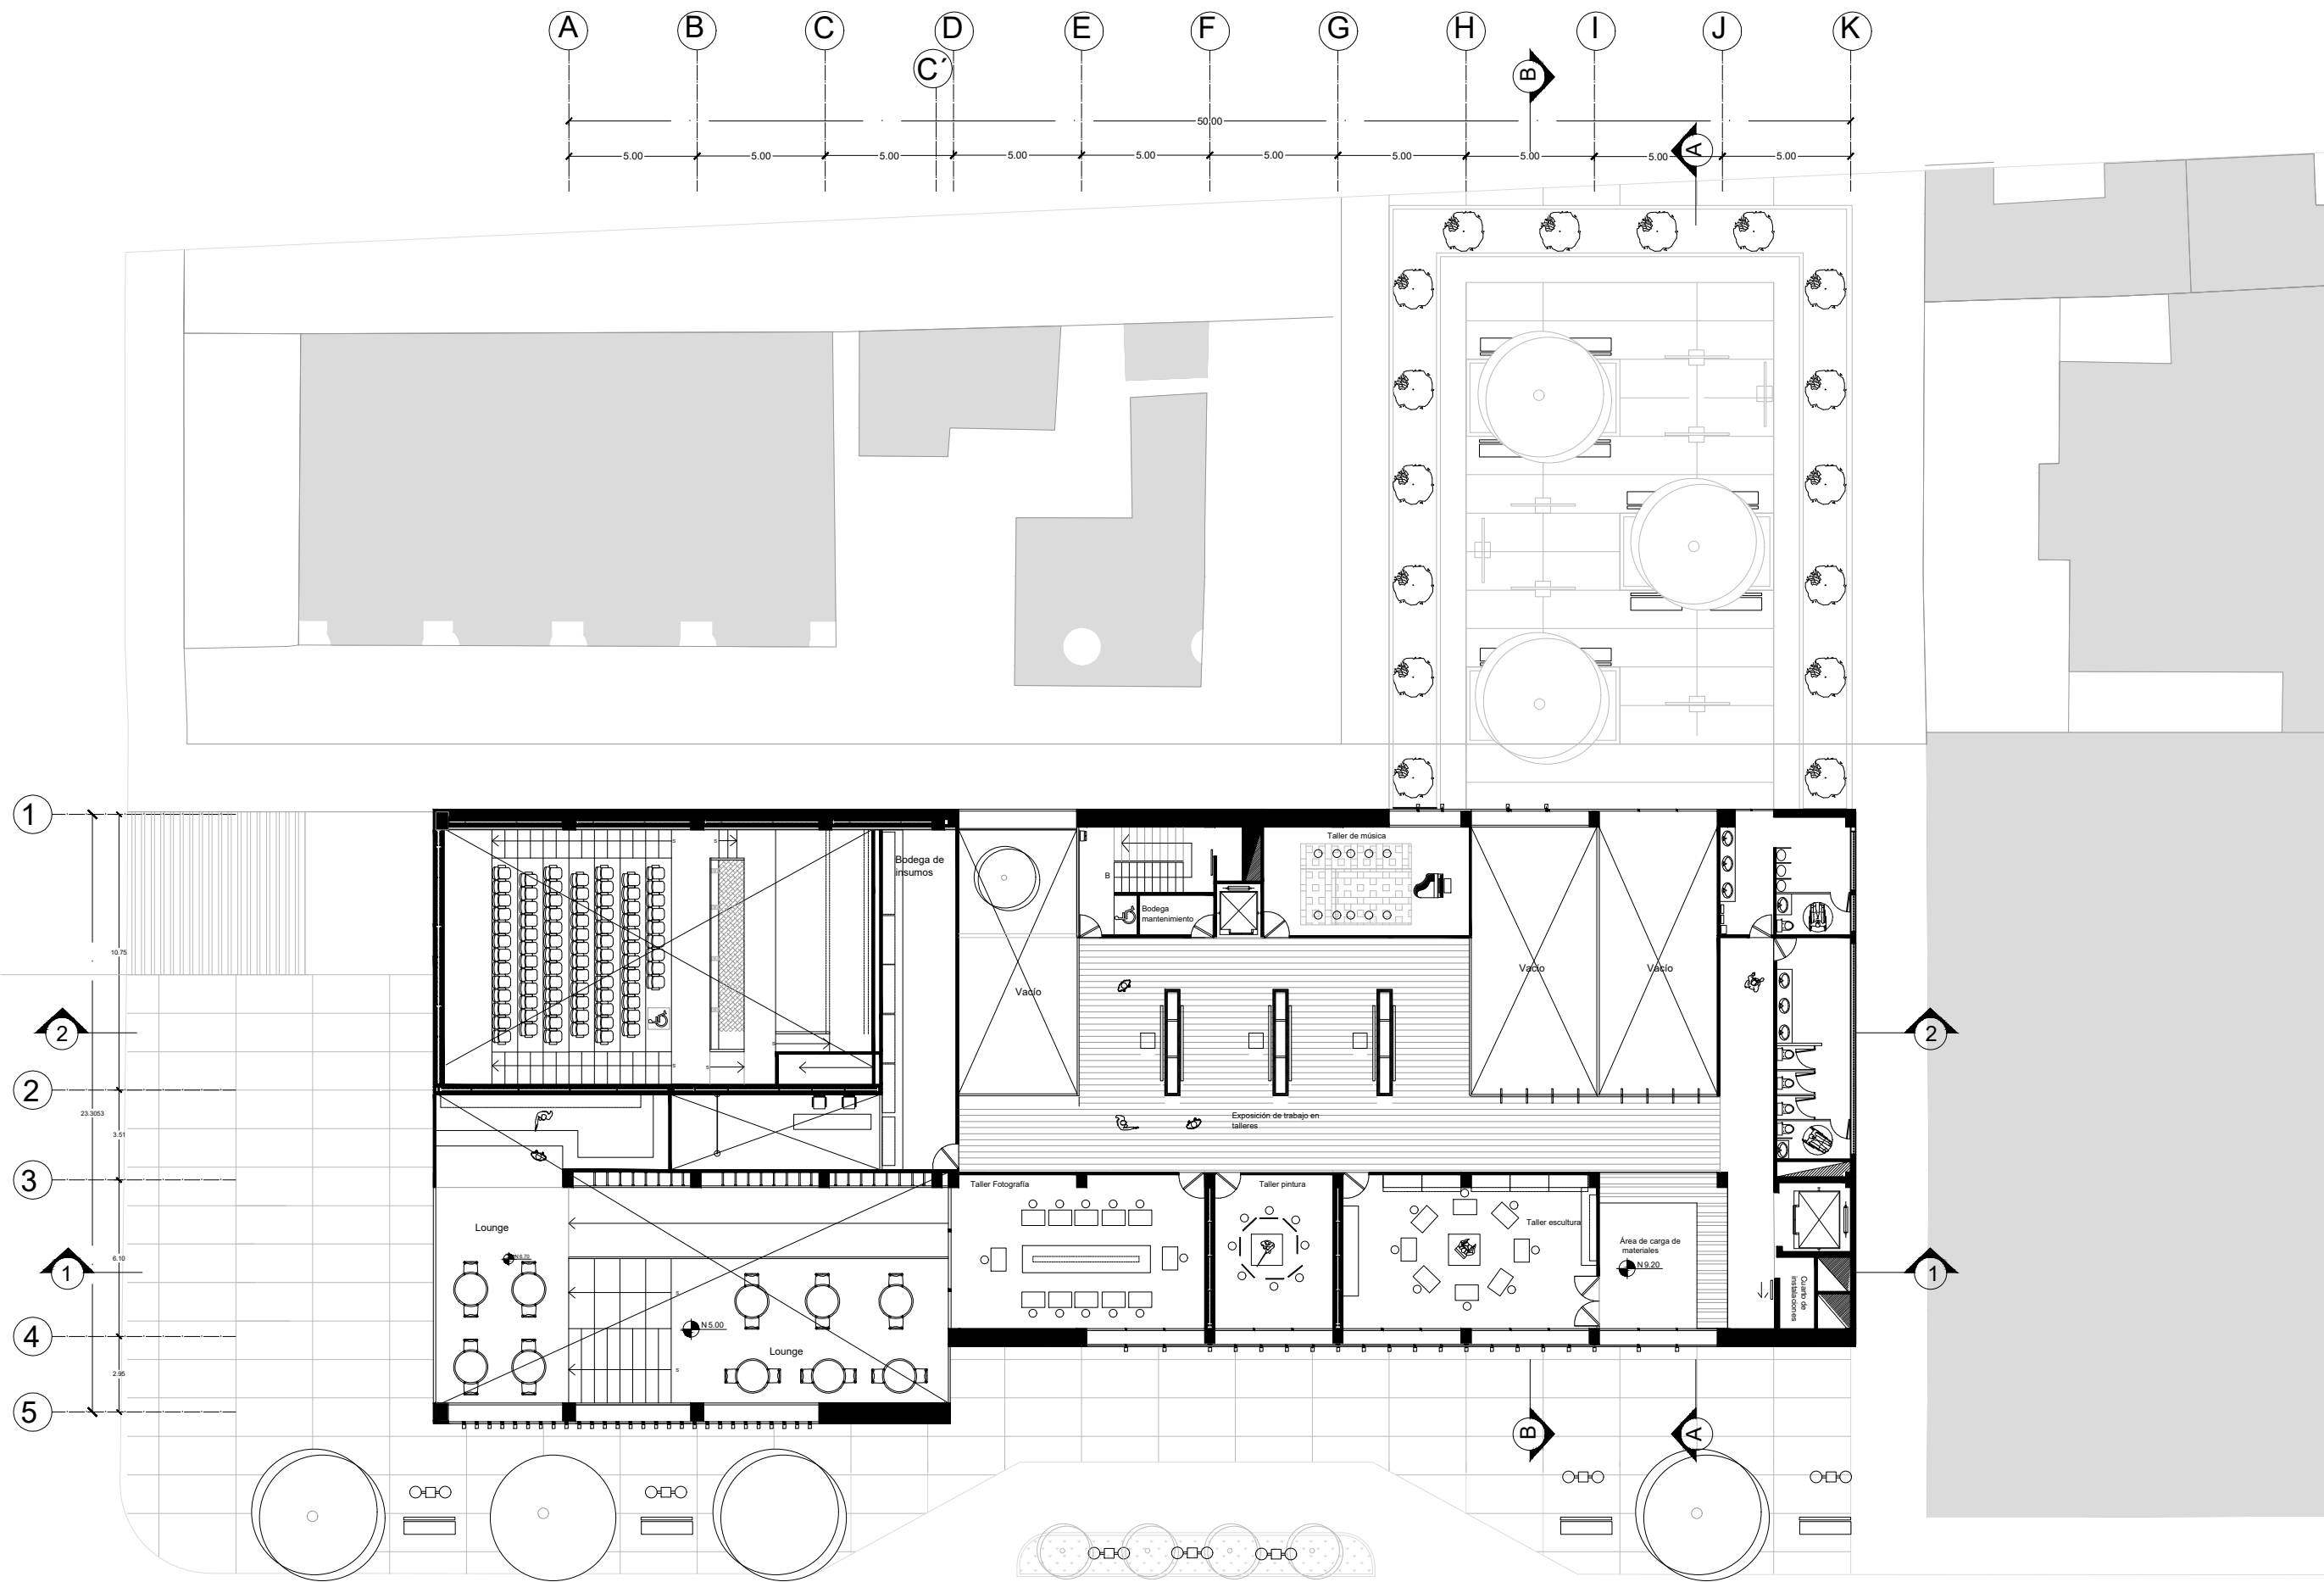 A B C D E F G H I J K
C´
B
50.00
A
5.00 5.00 5.00 5.00 5.00 5.00 5.00 5.00 5.00 5.00
1
Taller de música
s s
Bodega de
insumos
B
Bodega
mantenimiento
10.75
Vacío Vacío
Vacío
2 2
s
s s
2
23.3053
Exposición de trabajo en
talleres
3.51
3
Taller Fotografía Taller pintura
Lounge
Taller escultura
Área de carga de
materiales
6.10
N 9.20
1 1
Cuarto de
instalaciones
s
N 5.00
4
Lounge
s
2.95
5
B A